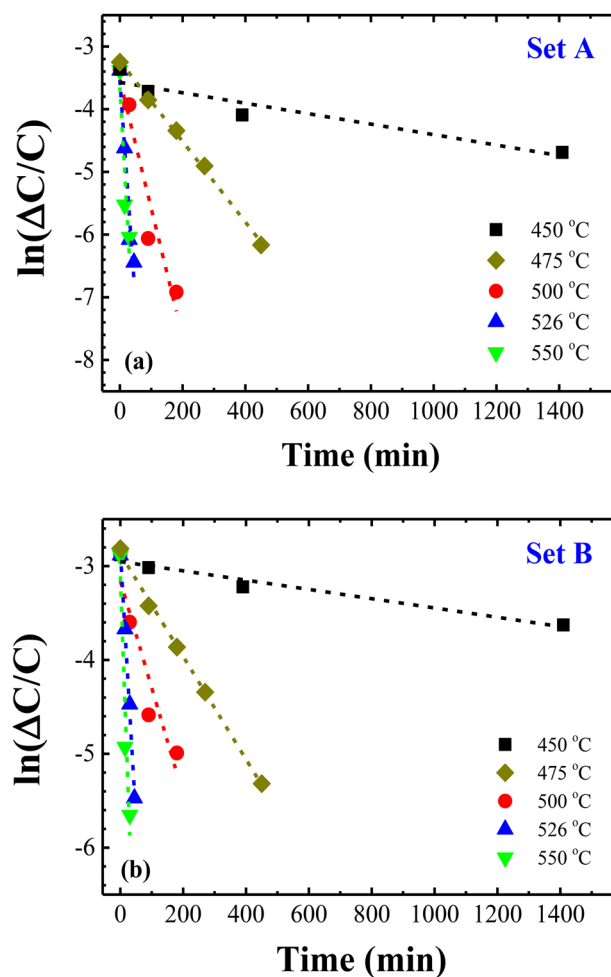 Set A
-3
-4
-5
-6
-7
-8
ln(ΔC/C)
450 °C
475 °C
500 °C
526 °C
550 °C
(a)
0 200 400 600 800 1000 1200 1400
Time (min)
Set B
-3
-4
-5
-6
ln(ΔC/C)
450 °C
475 °C
500 °C
526 °C
550 °C
(b)
0 200 400 600 800 1000 1200 1400
Time (min)